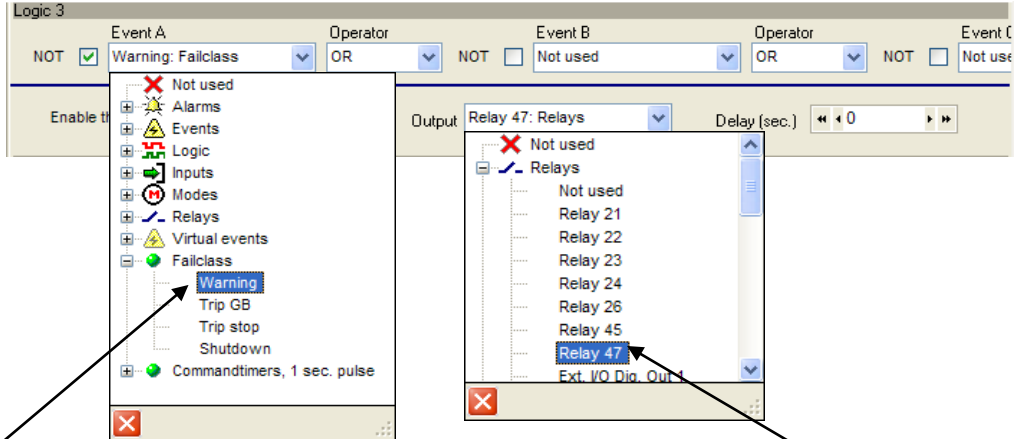 Logic 3
Event A Operator Event B Operator Event
NOT Warning: Failclass OR NOT Not used OR NOT Not use
Enable th Output Relay 47: Relays Delay (sec.) 0
Not used
Alarms
Events
Logic
Inputs
Modes
Relays
Virtual events
Failclass
Warning
Trip GB
Trip stop
Shutdown
Commandtimers, 1 sec. pulse
Not used
Relays
Not used
Relay 21
Relay 22
Relay 23
Relay 24
Relay 26
Relay 45
Relay 47
Ext. I/O Dig. Out 1